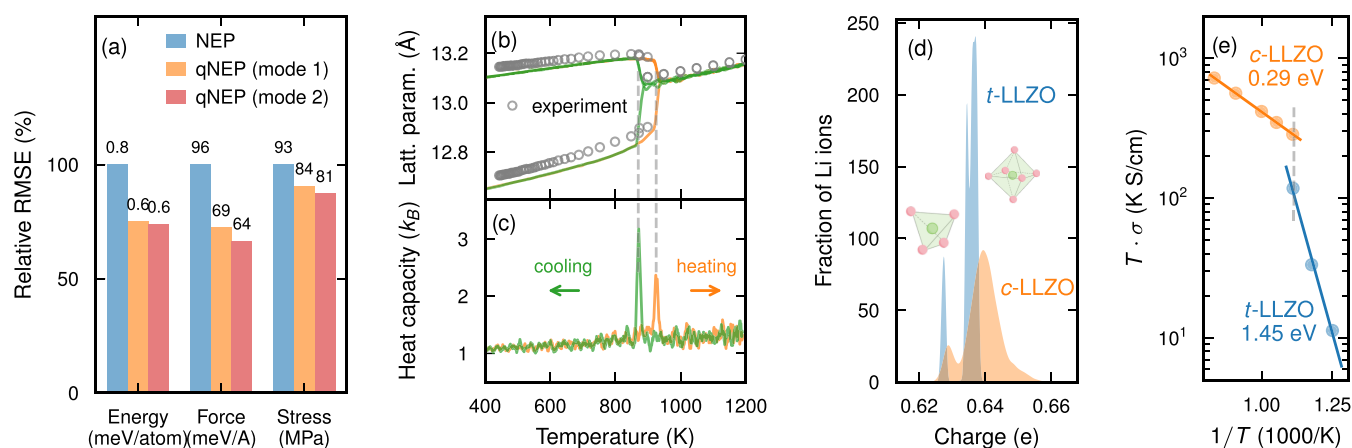 (a)
NEP
qNEP (mode 1)
qNEP (mode 2)
Relative RMSE (%)
100
50
0
0.8
0.6
0.6
96
69
64
93
84
81
Energy
(meV/atom)
Force
(meV/A)
Stress
(MPa)
(b)
Latt. param. (Å)
13.2
13.0
12.8
experiment
(c)
Heat capacity (k_B)
3
2
1
cooling
heating
400
600
800
1000
1200
Temperature (K)
(d)
Fraction of Li ions
250
200
150
100
50
0
t-LLZO
c-LLZO
0.62
0.64
0.66
Charge (e)
(e)
T · σ (K S/cm)
10³
10²
10¹
c-LLZO
0.29 eV
t-LLZO
1.45 eV
1.00
1.25
1/T (1000/K)